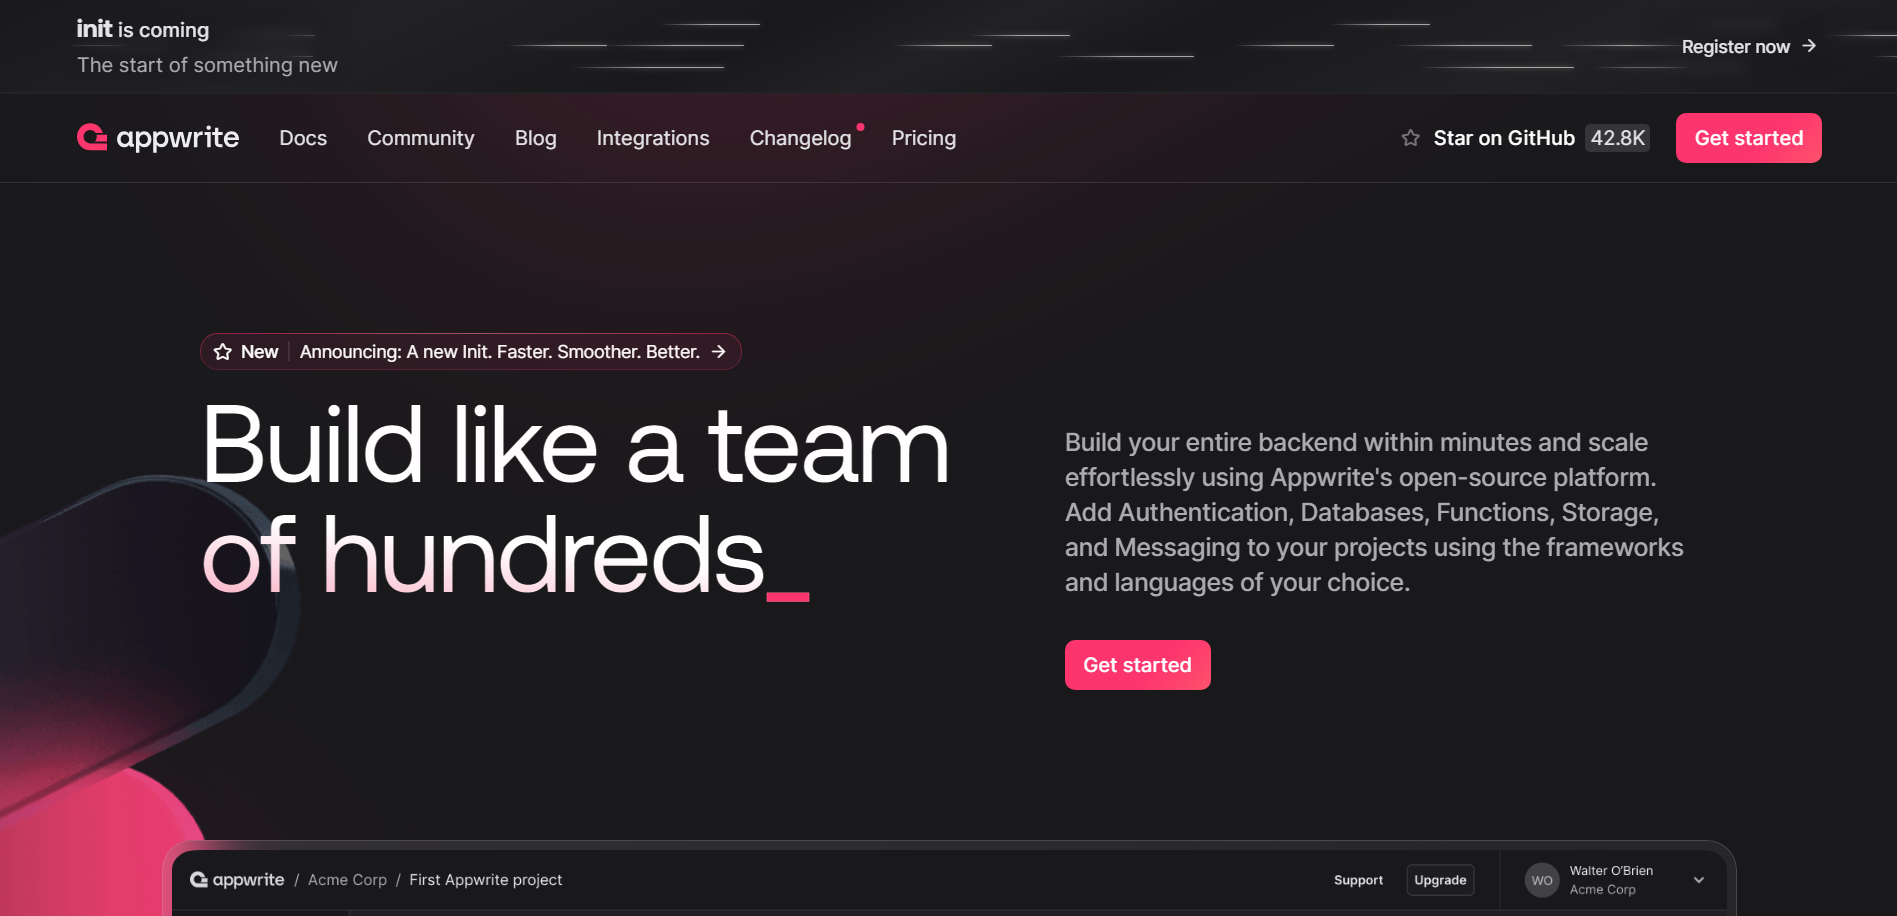 init is coming
The start of something new
Register now
appwrite
Docs
Community
Blog
Integrations
Changelog
Pricing
Star on GitHub 42.8K
Get started
New
Announcing: A new Init. Faster. Smoother. Better.
Build like a team
of hundreds_
Build your entire backend within minutes and scale
effortlessly using Appwrite's open-source platform.
Add Authentication, Databases, Functions, Storage,
and Messaging to your projects using the frameworks
and languages of your choice.
Get started
appwrite / Acme Corp / First Appwrite project
Support
Upgrade
WO
Walter O'Brien
Acme Corp